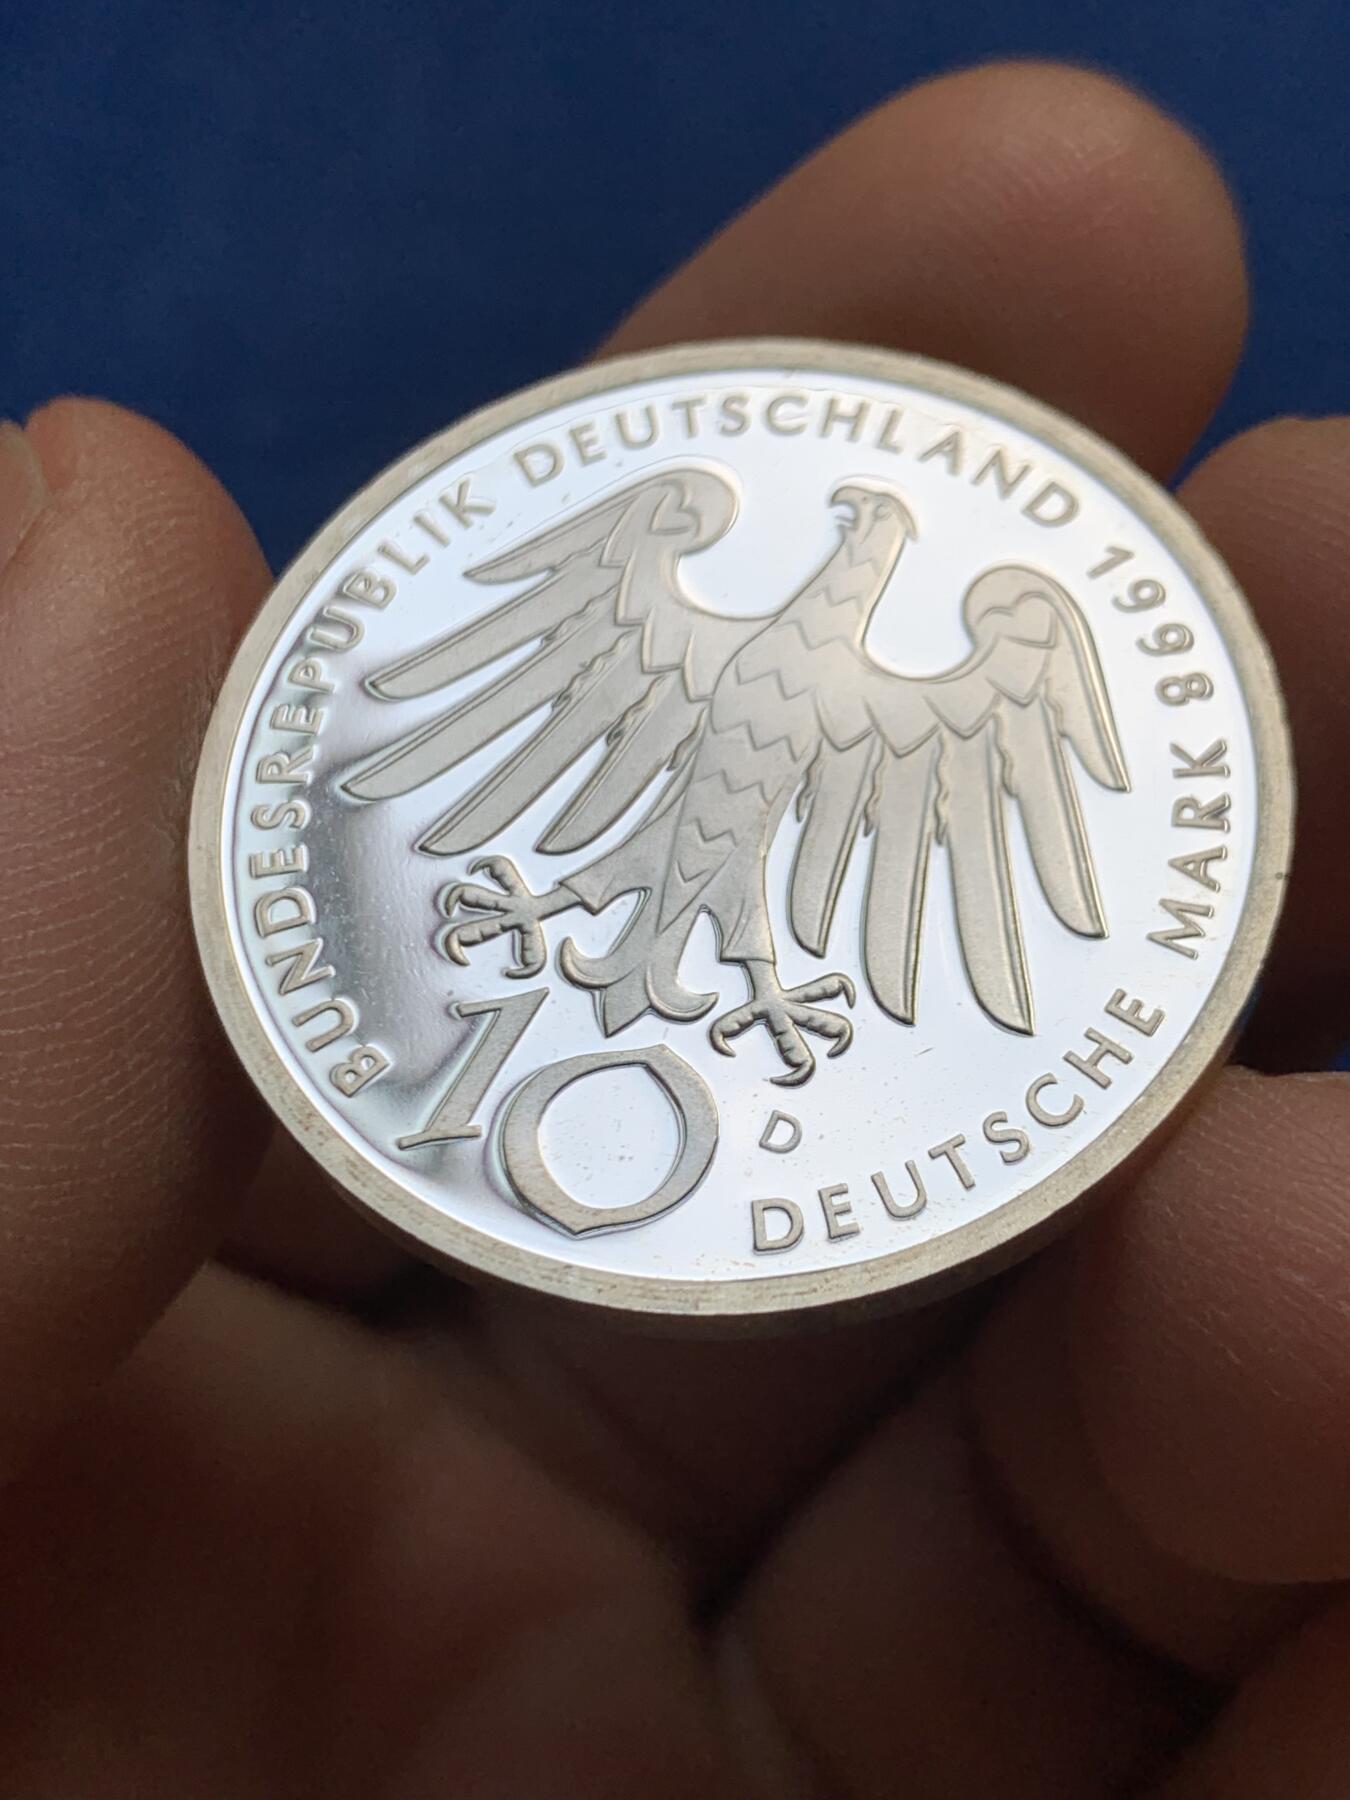 BUNDESREPUBLIK DEUTSCHLAND 1998
10
D
DEUTSCHE MARK